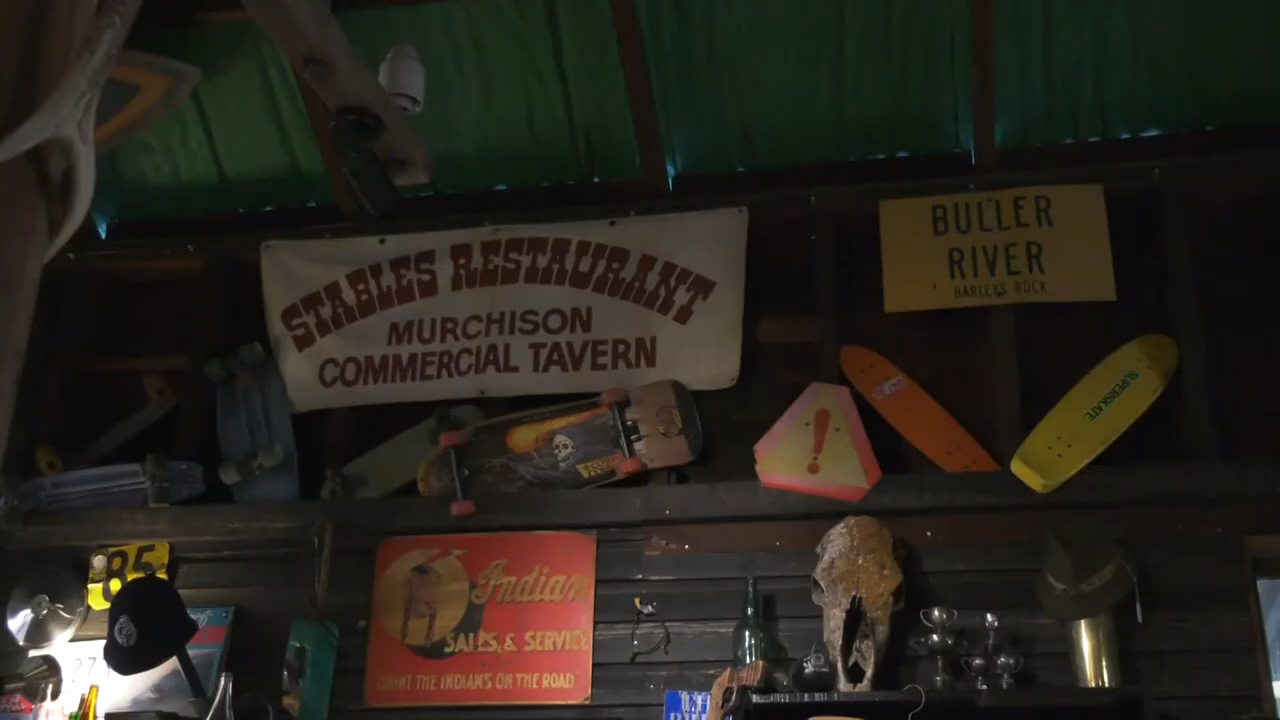 STABLES RESTAURANT
MURCHISON
COMMERCIAL TAVERN
BULLER
RIVER
HARLEYS ROCK
!
SUPERSKATE
85
Indian
SALES & SERVICE
COUNT THE INDIANS ON THE ROAD
27